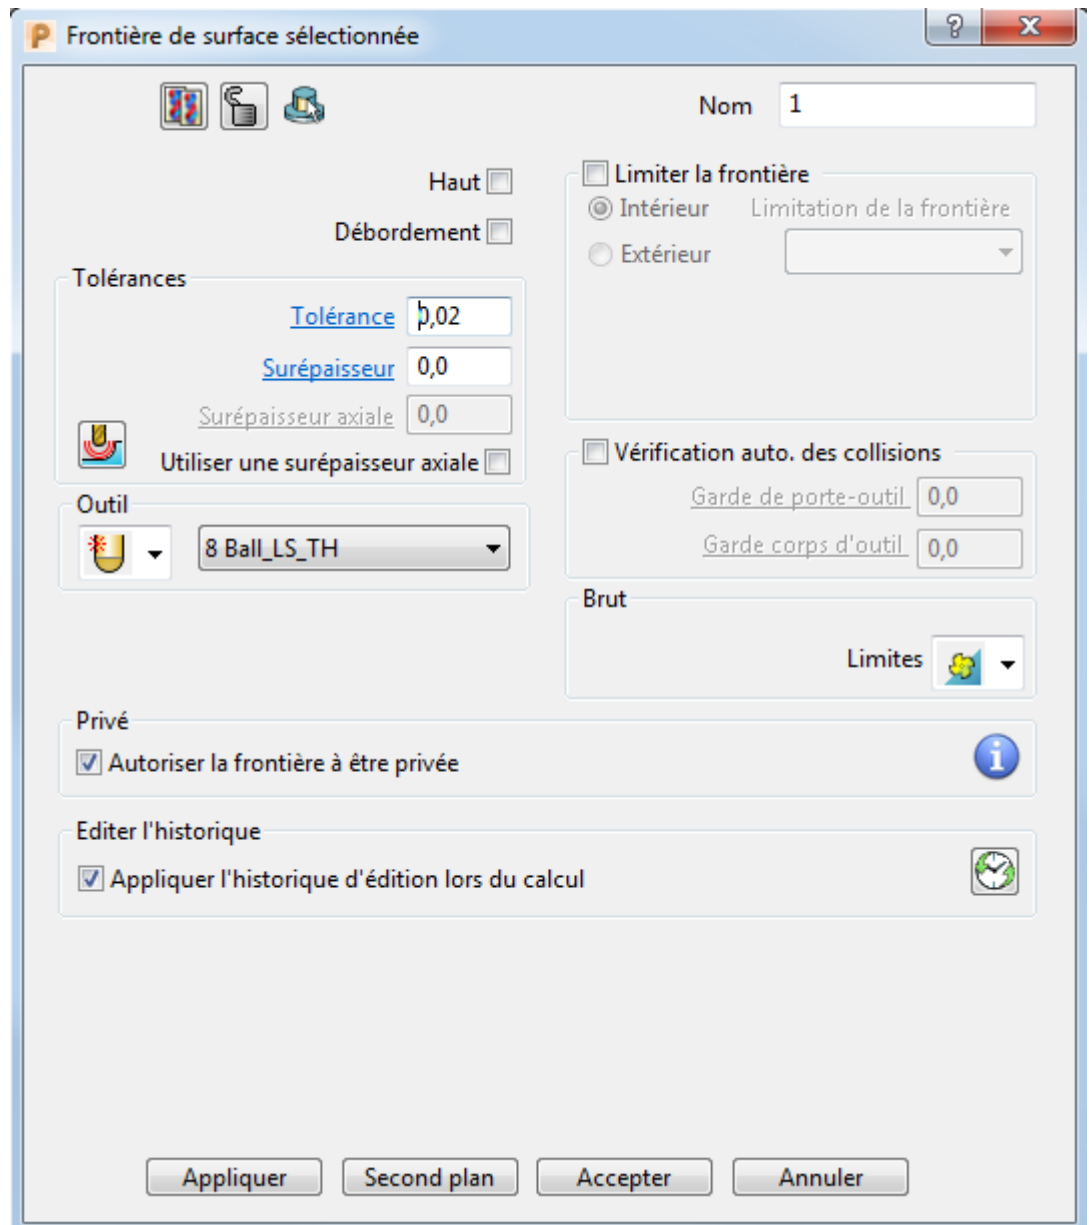 Frontière de surface sélectionnée
Nom 1
Haut
Débordement
Limiter la frontière
Intérieur Limitation de la frontière
Extérieur
Tolérances
Tolérance 0,02
Surépaisseur 0,0
Surépaisseur axiale 0,0
Utiliser une surépaisseur axiale
Vérification auto. des collisions
Garde de porte-outil 0,0
Garde corps d'outil 0,0
Outil
8 Ball_LS_TH
Brut
Limites
Privé
Autoriser la frontière à être privée
Editer l'historique
Appliquer l'historique d'édition lors du calcul
Appliquer Second plan Accepter Annuler